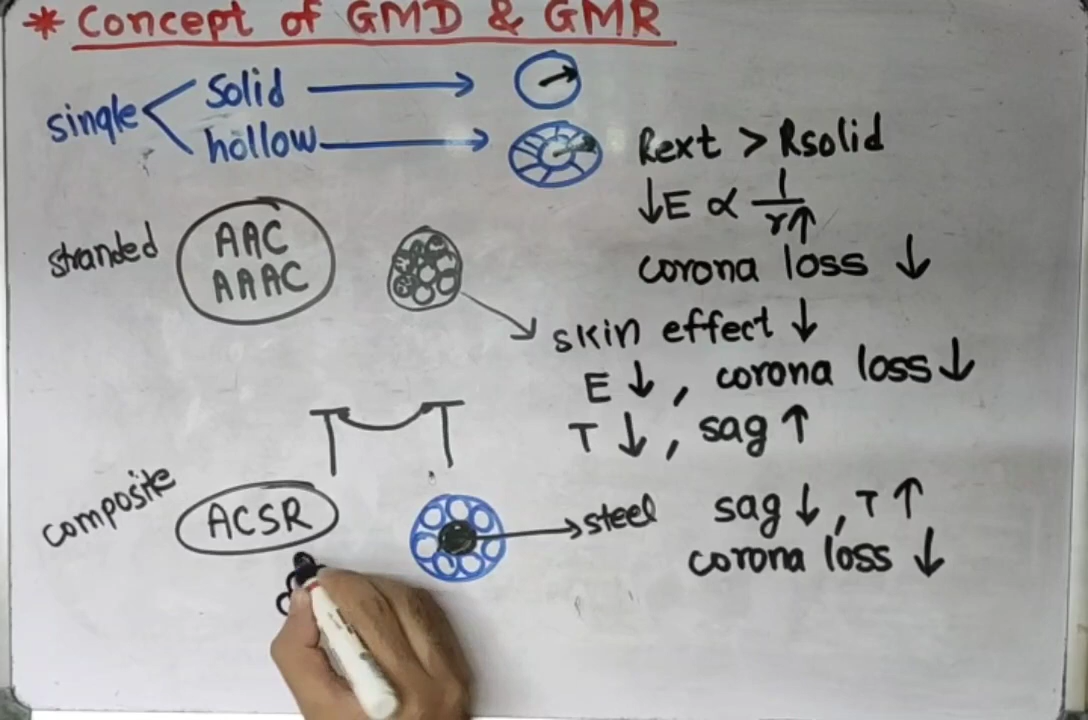 * Concept of GMD & GMR
single
solid
hollow
Rext > Rsolid
↓E ∝ 1/r↑
corona loss ↓
stranded
AAC
AAAC
skin effect ↓
E ↓, corona loss ↓
T ↓, sag ↑
composite
ACSR
steel
sag ↓, T ↑
corona loss ↓